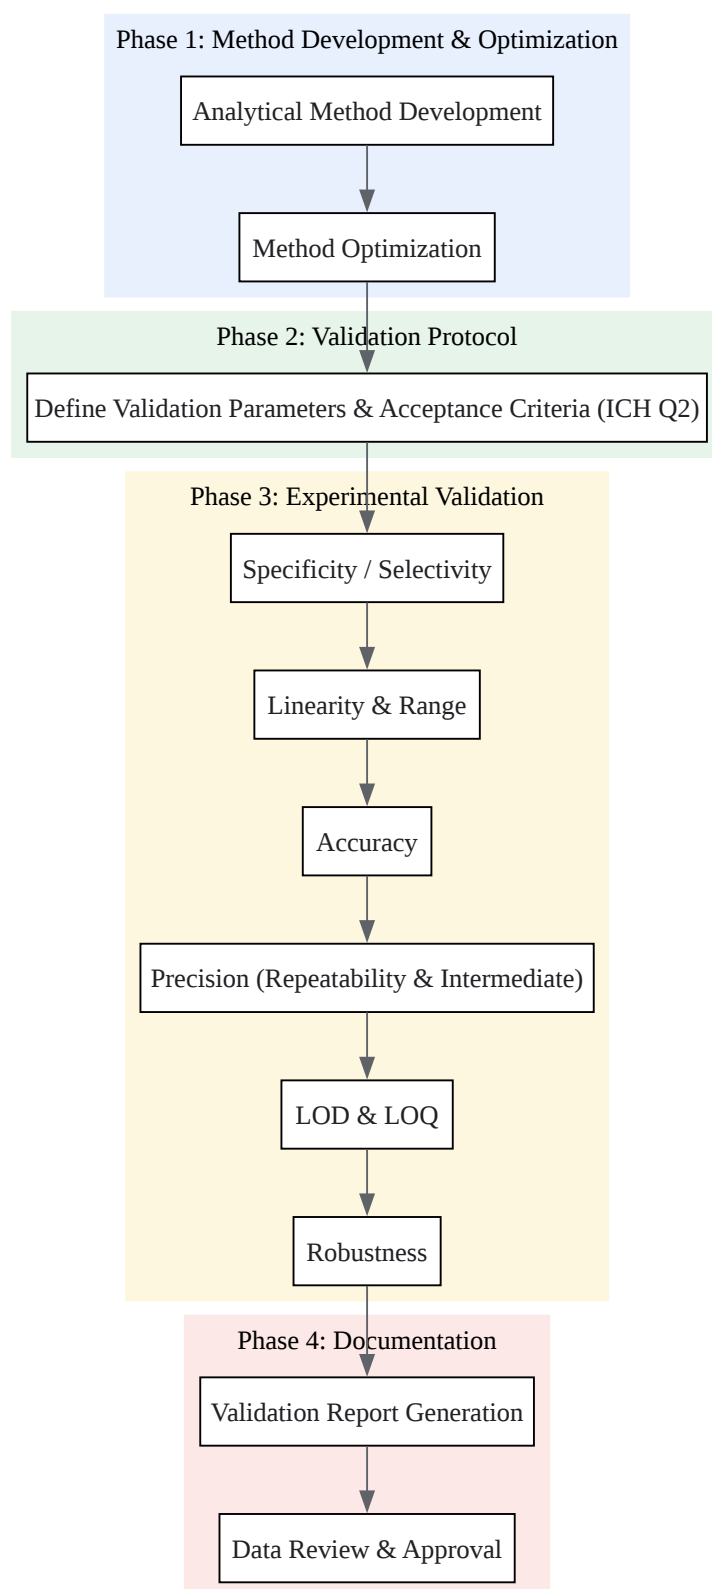 Phase 1: Method Development & Optimization
Analytical Method Development
Method Optimization
Phase 2: Validation Protocol
Define Validation Parameters & Acceptance Criteria (ICH Q2)
Phase 3: Experimental Validation
Specificity / Selectivity
Linearity & Range
Accuracy
Precision (Repeatability & Intermediate)
LOD & LOQ
Robustness
Phase 4: Documentation
Validation Report Generation
Data Review & Approval